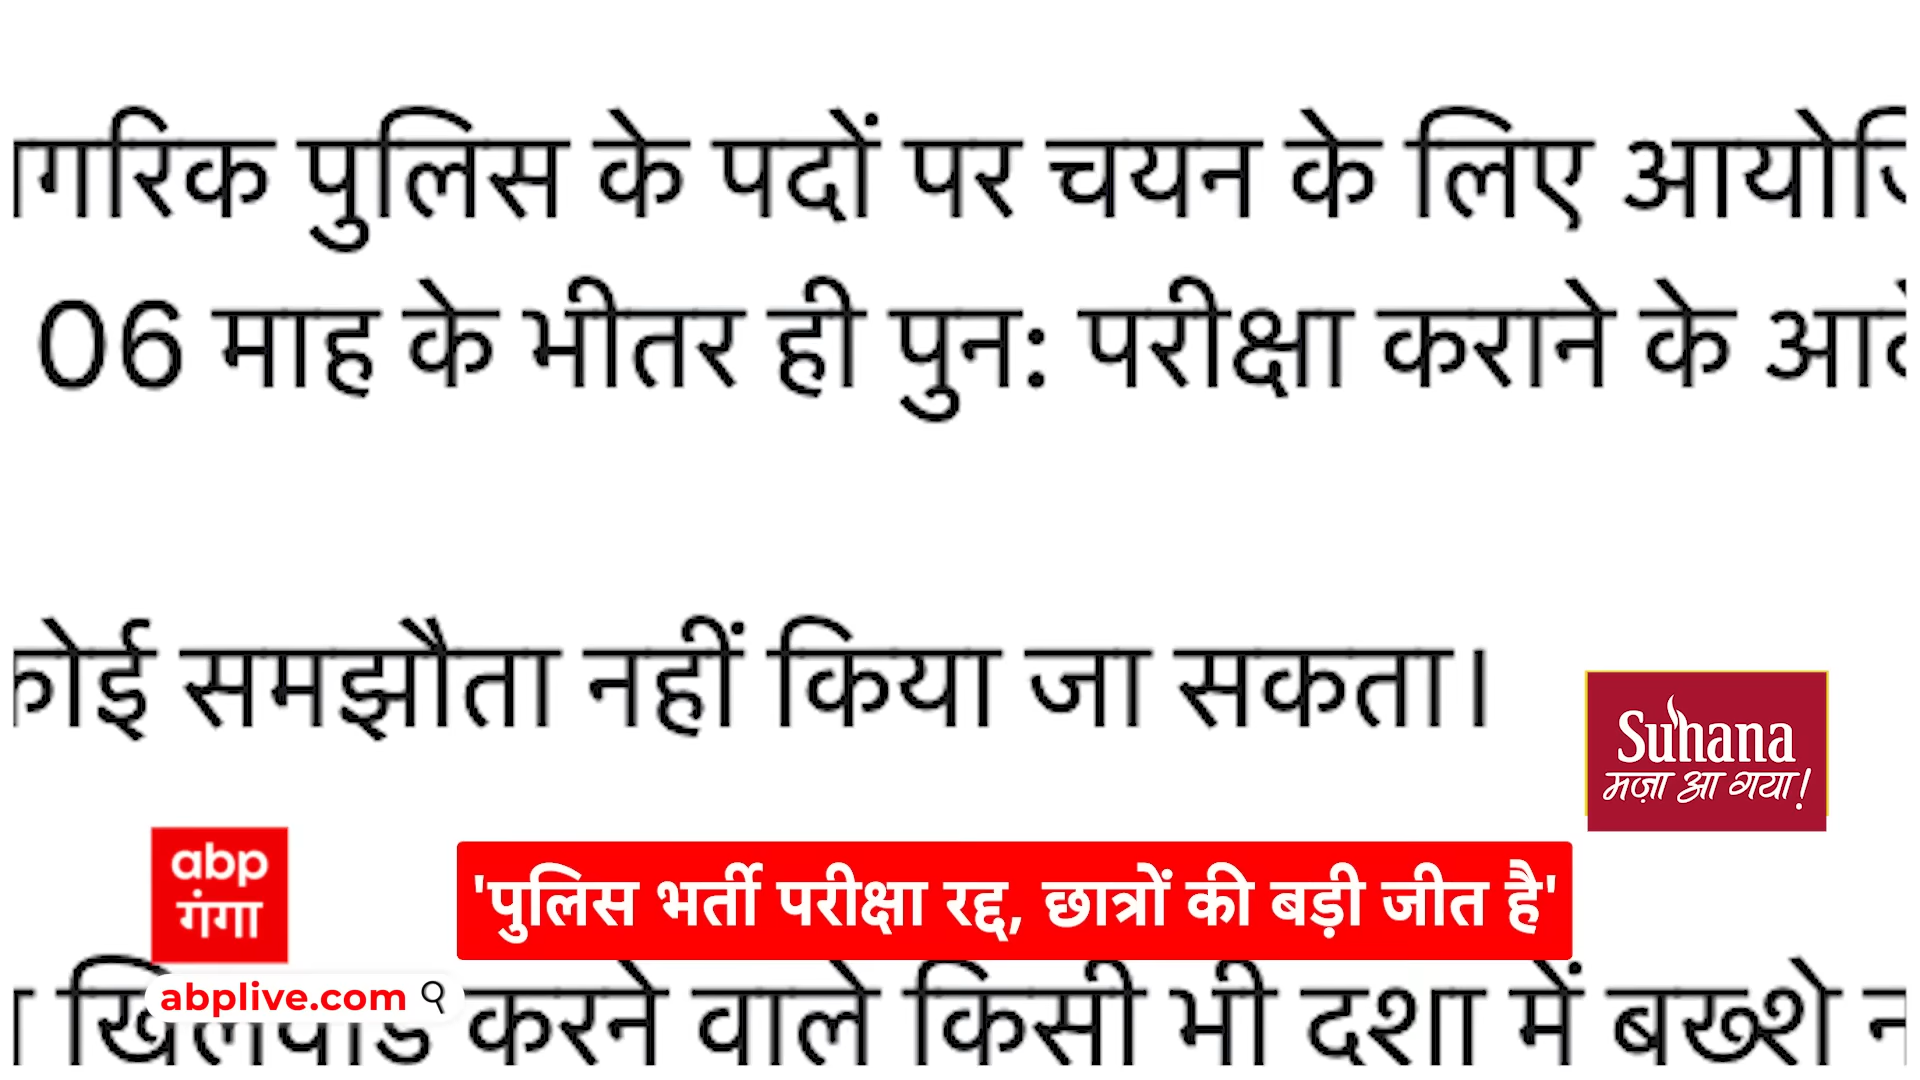 गरिक पुलिस के पदों पर चयन के लिए
06 माह के भीतर ही पुन: परीक्षा कराने के
कोई समझौता नहीं किया जा सकता।
Suhana
मज़ा आ गया!
abp
गंगा
'पुलिस भर्ती परीक्षा रद्द, छात्रों की बड़ी जीत है'
abplive.com
करने वाले किसी भी दशा में बख्शे